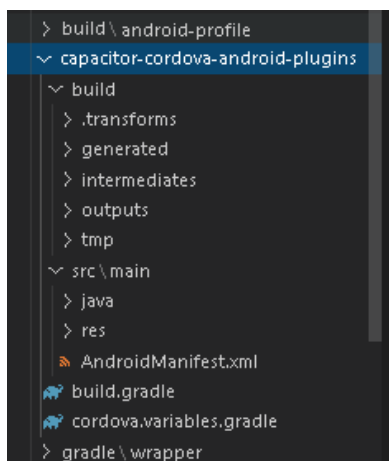 build\android-profile
capacitor-cordova-android-plugins
build
.transforms
generated
intermediates
outputs
tmp
src\main
java
res
AndroidManifest.xml
build.gradle
cordova.variables.gradle
gradle\wrapper